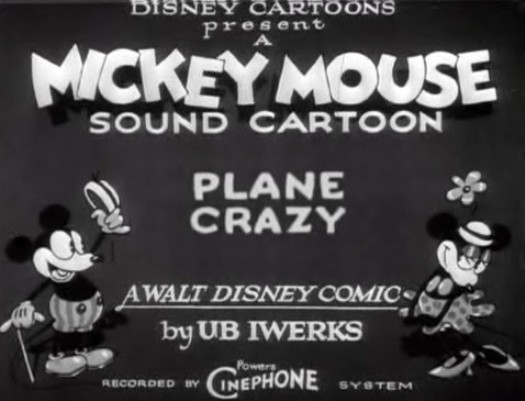 DISNEY CARTOONS
present
A
MICKEY MOUSE
SOUND CARTOON
PLANE
CRAZY
A WALT DISNEY COMIC
by UB IWERKS
Powers
RECORDED BY CINEPHONE SYSTEM